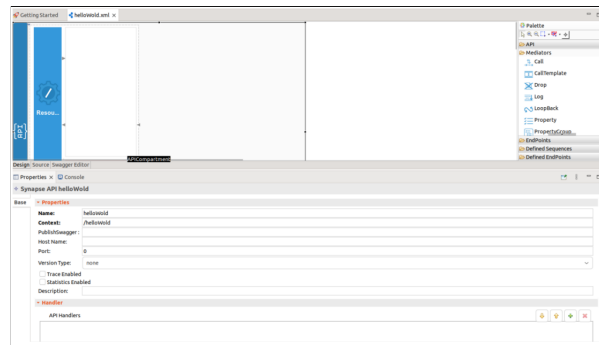 Getting Started
helloWold.xml
Palette
API
Mediators
Call
CallTemplate
Drop
Log
LoopBack
Property
PropertyGroup
EndPoints
Defined Sequences
Defined EndPoints
Resou...
[API]
APICompartment
Design Source Swagger Editor
Properties Console
Synapse API helloWold
Base
Properties
Name: helloWold
Context: /helloWold
PublishSwagger:
Host Name:
Port: 0
Version Type: none
Trace Enabled
Statistics Enabled
Description:
Handler
API Handlers